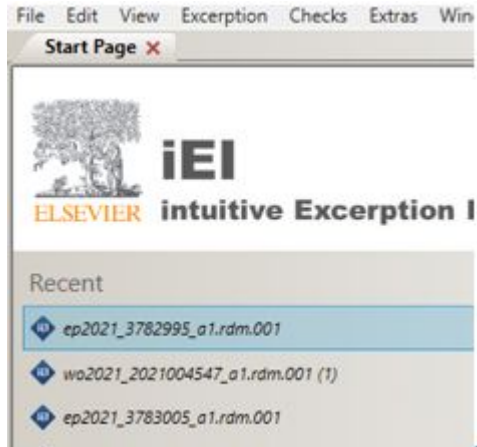 File Edit View Excerption Checks Extras
Start Page
iEI
ELSEVIER intuitive Excerption
Recent
ep2021_3782995_a1.rdm.001
wo2021_2021004547_a1.rdm.001 (1)
ep2021_3783005_a1.rdm.001